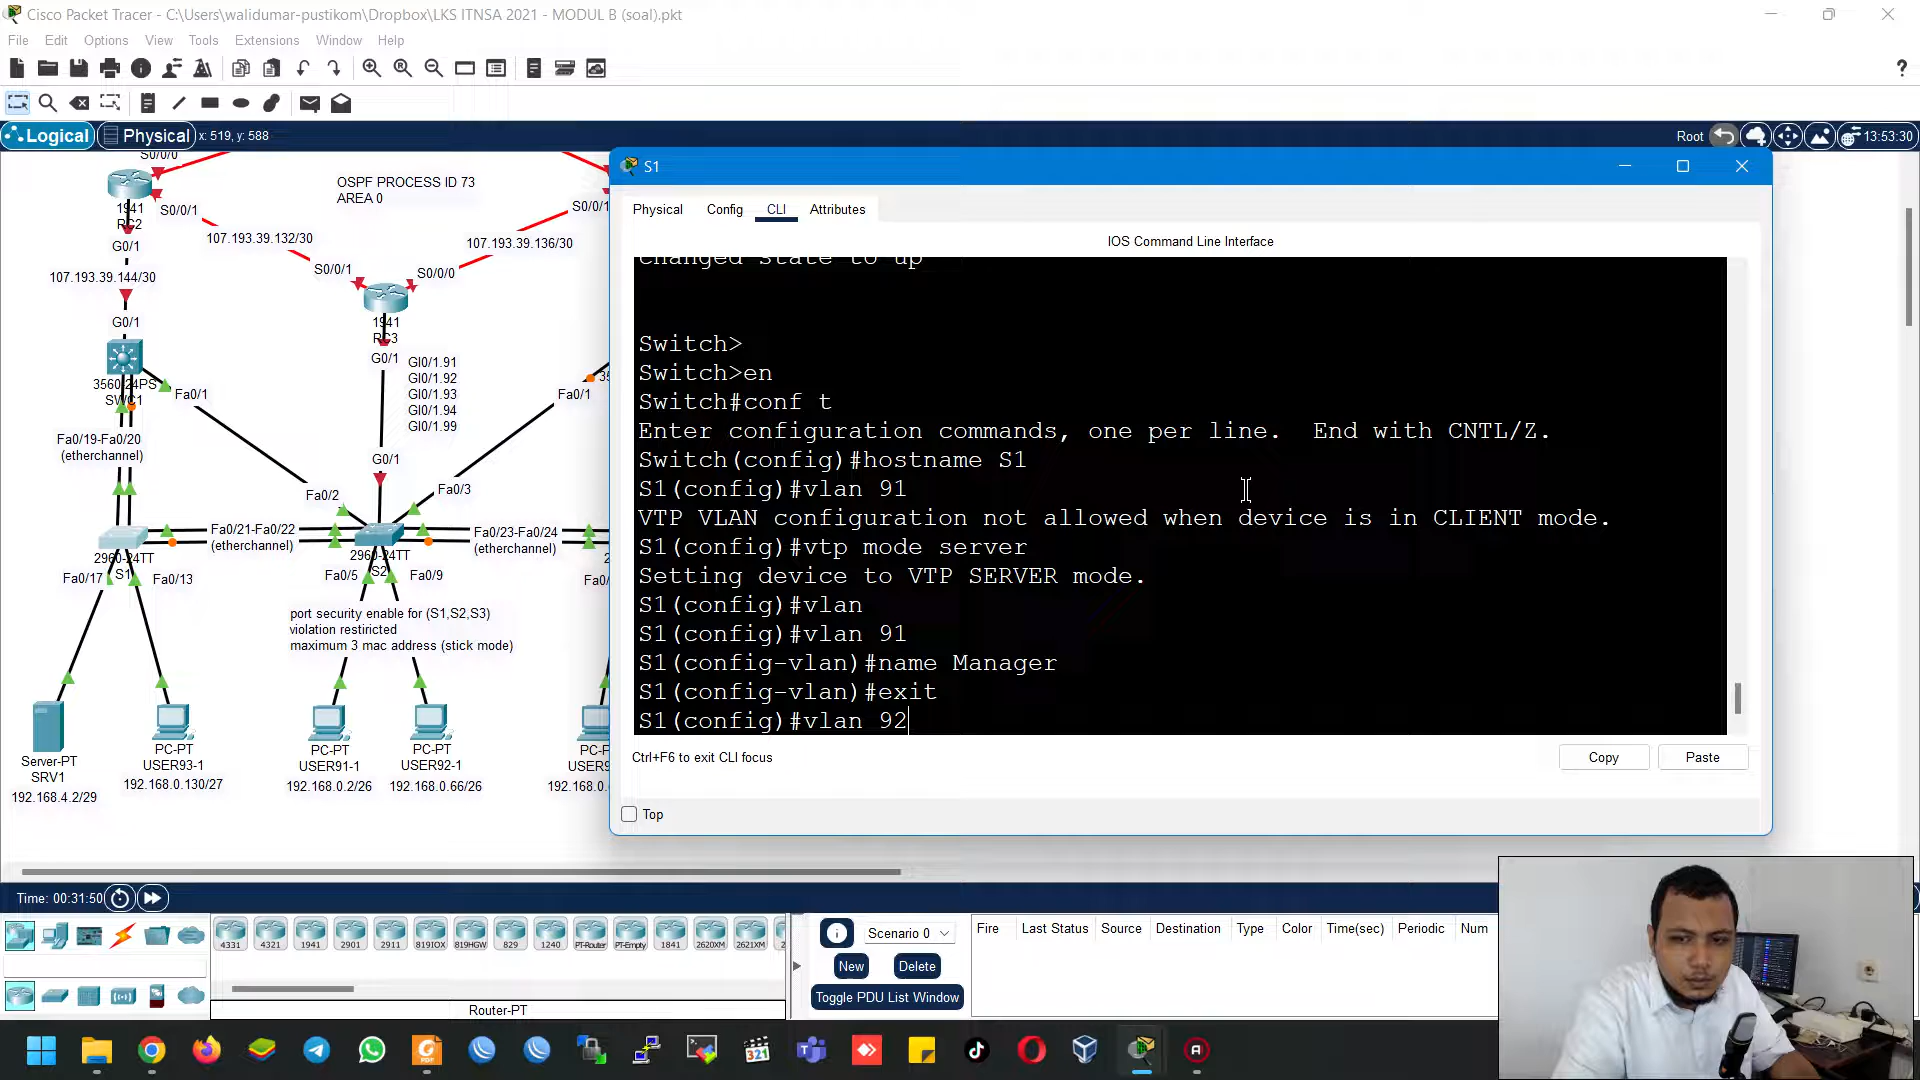 Cisco Packet Tracer - C:\Users\walidumar-pustikom\Dropbox\LKS ITNSA 2021 - MODUL B (soal).pkt
File Edit Options View Tools Extensions Window Help
?
Logical Physical x: 519, y: 588 Root 13:53:30
S0/0/0
1941
RC2
S0/0/1
G0/1
107.193.39.144/30
G0/1
3560-24PS
SWC1
Fa0/1
Fa0/19-Fa0/20
(etherchannel)
2960-24TT
S1
Fa0/17
Fa0/13
Server-PT
SRV1
192.168.4.2/29
PC-PT
USER93-1
192.168.0.130/27
OSPF PROCESS ID 73
AREA 0
107.193.39.132/30
S0/0/1
107.193.39.136/30
S0/0/1
S0/0/0
1941
RC3
G0/1
GI0/1.91
GI0/1.92
GI0/1.93
GI0/1.94
GI0/1.99
Fa0/1
G0/1
Fa0/2
Fa0/3
Fa0/21-Fa0/22
(etherchannel)
Fa0/23-Fa0/24
(etherchannel)
2960-24TT
S2
Fa0/5
Fa0/9
port security enable for (S1,S2,S3)
violation restiricted
maximum 3 mac address (stick mode)
PC-PT
USER91-1
192.168.0.2/26
PC-PT
USER92-1
192.168.0.66/26
S1
Physical Config CLI Attributes
IOS Command Line Interface
changed state to up
Switch>
Switch>en
Switch#conf t
Enter configuration commands, one per line. End with CNTL/Z.
Switch(config)#hostname S1
S1(config)#vlan 91
VTP VLAN configuration not allowed when device is in CLIENT mode.
S1(config)#vtp mode server
Setting device to VTP SERVER mode.
S1(config)#vlan
S1(config)#vlan 91
S1(config-vlan)#name Manager
S1(config-vlan)#exit
S1(config)#vlan 92
Ctrl+F6 to exit CLI focus
Copy Paste
Top
Time: 00:31:50
4331 4321 1941 2901 2911 819IOX 819HGW 829 1240 PT-Router PT-Empty 1841 2620XM 2621XM
Router-PT
Scenario 0
New Delete
Toggle PDU List Window
Fire Last Status Source Destination Type Color Time(sec) Periodic Num
321